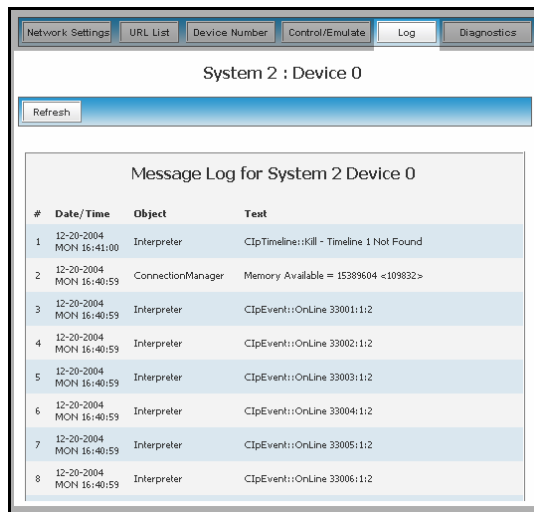 Network Settings URL List Device Number Control/Emulate Log Diagnostics
System 2 : Device 0
Refresh
Message Log for System 2 Device 0
# Date/Time Object Text
1 12-20-2004 MON 16:41:00 Interpreter CIpTimeline::Kill - Timeline 1 Not Found
2 12-20-2004 MON 16:40:59 ConnectionManager Memory Available = 15389604 <109832>
3 12-20-2004 MON 16:40:59 Interpreter CIpEvent::OnLine 33001:1:2
4 12-20-2004 MON 16:40:59 Interpreter CIpEvent::OnLine 33002:1:2
5 12-20-2004 MON 16:40:59 Interpreter CIpEvent::OnLine 33003:1:2
6 12-20-2004 MON 16:40:59 Interpreter CIpEvent::OnLine 33004:1:2
7 12-20-2004 MON 16:40:59 Interpreter CIpEvent::OnLine 33005:1:2
8 12-20-2004 MON 16:40:59 Interpreter CIpEvent::OnLine 33006:1:2